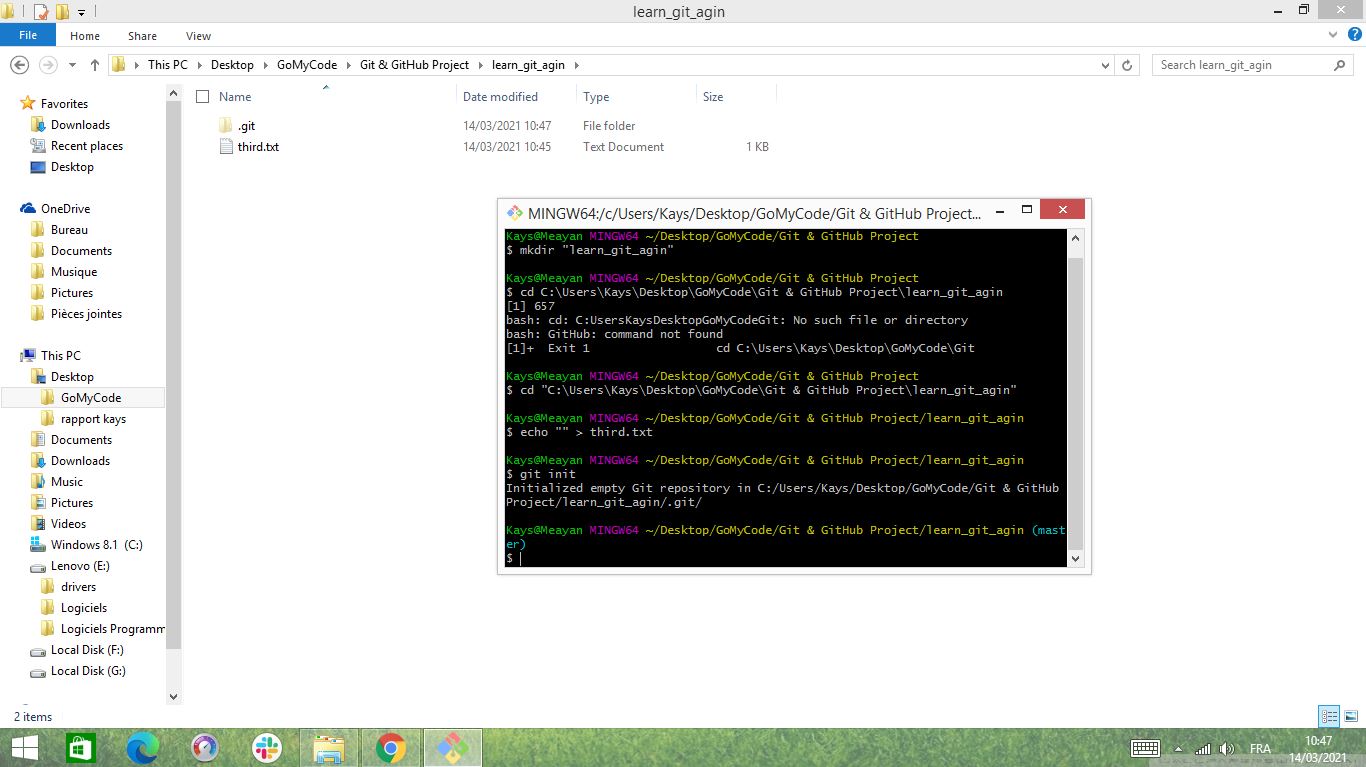 learn_git_agin
File Home Share View
This PC Desktop GoMyCode Git & GitHub Project learn_git_agin
Search learn_git_agin
Name Date modified Type Size
.git 14/03/2021 10:47 File folder
third.txt 14/03/2021 10:45 Text Document 1 KB
Favorites
Downloads
Recent places
Desktop
OneDrive
Bureau
Documents
Musique
Pictures
Pièces jointes
This PC
Desktop
GoMyCode
rapport kays
Documents
Downloads
Music
Pictures
Videos
Windows 8.1 (C:)
Lenovo (E:)
drivers
Logiciels
Logiciels Programm
Local Disk (F:)
Local Disk (G:)
2 items
MINGW64:/c/Users/Kays/Desktop/GoMyCode/Git & GitHub Project...
Kays@Meayan MINGW64 ~/Desktop/GoMyCode/Git & GitHub Project
$ mkdir "learn_git_agin"
Kays@Meayan MINGW64 ~/Desktop/GoMyCode/Git & GitHub Project
$ cd C:\Users\Kays\Desktop\GoMyCode\Git & GitHub Project\learn_git_agin
[1] 657
bash: cd: C:UsersKaysDesktopGoMyCodeGit: No such file or directory
bash: GitHub: command not found
[1]+ Exit 1 cd C:\Users\Kays\Desktop\GoMyCode\Git
Kays@Meayan MINGW64 ~/Desktop/GoMyCode/Git & GitHub Project
$ cd "C:\Users\Kays\Desktop\GoMyCode\Git & GitHub Project\learn_git_agin"
Kays@Meayan MINGW64 ~/Desktop/GoMyCode/Git & GitHub Project/learn_git_agin
$ echo "" > third.txt
Kays@Meayan MINGW64 ~/Desktop/GoMyCode/Git & GitHub Project/learn_git_agin
$ git init
Initialized empty Git repository in C:/Users/Kays/Desktop/GoMyCode/Git & GitHub
Project/learn_git_agin/.git/
Kays@Meayan MINGW64 ~/Desktop/GoMyCode/Git & GitHub Project/learn_git_agin (mast
er)
$
FRA
10:47
14/03/2021